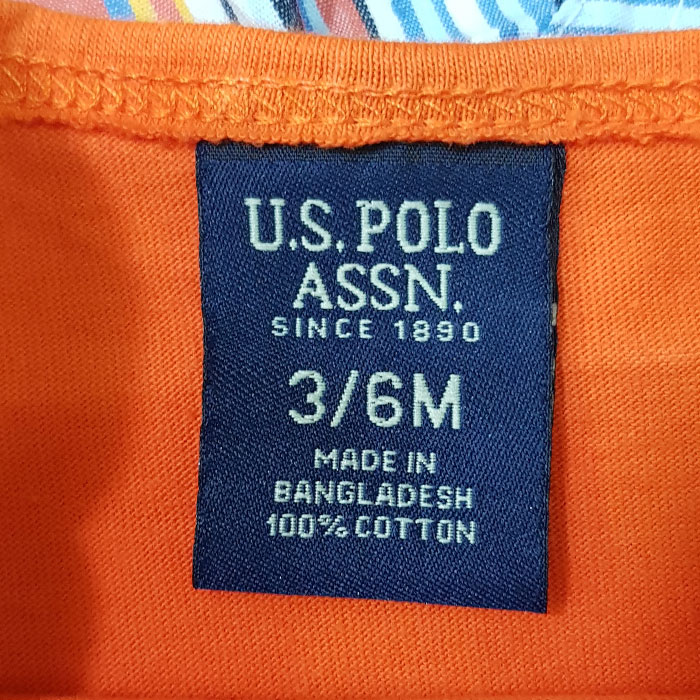 U.S. POLO
ASSN.
SINCE 1890
3/6M
MADE IN
BANGLADESH
100% COTTON